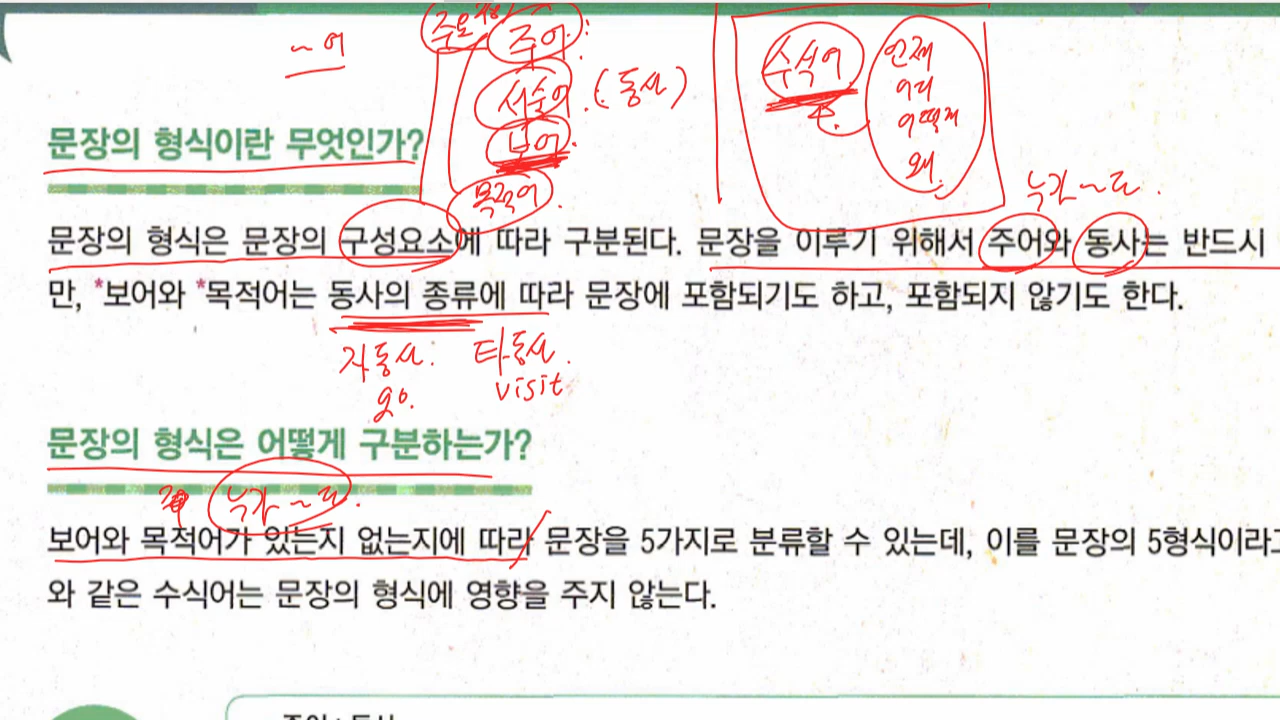 ~어
주어
서술어 (동사)
보어
목적어
수식어
언제
어디
어떻게
왜
문장의 형식이란 무엇인가?
누가 ~다.
문장의 형식은 문장의 구성요소에 따라 구분된다. 문장을 이루기 위해서 주어와 동사는 반드시
만, *보어와 *목적어는 동사의 종류에 따라 문장에 포함되기도 하고, 포함되지 않기도 한다.
자동사. 타동사.
go. visit
문장의 형식은 어떻게 구분하는가?
누가 ~다.
보어와 목적어가 있는지 없는지에 따라 문장을 5가지로 분류할 수 있는데, 이를 문장의 5형식이라고
와 같은 수식어는 문장의 형식에 영향을 주지 않는다.